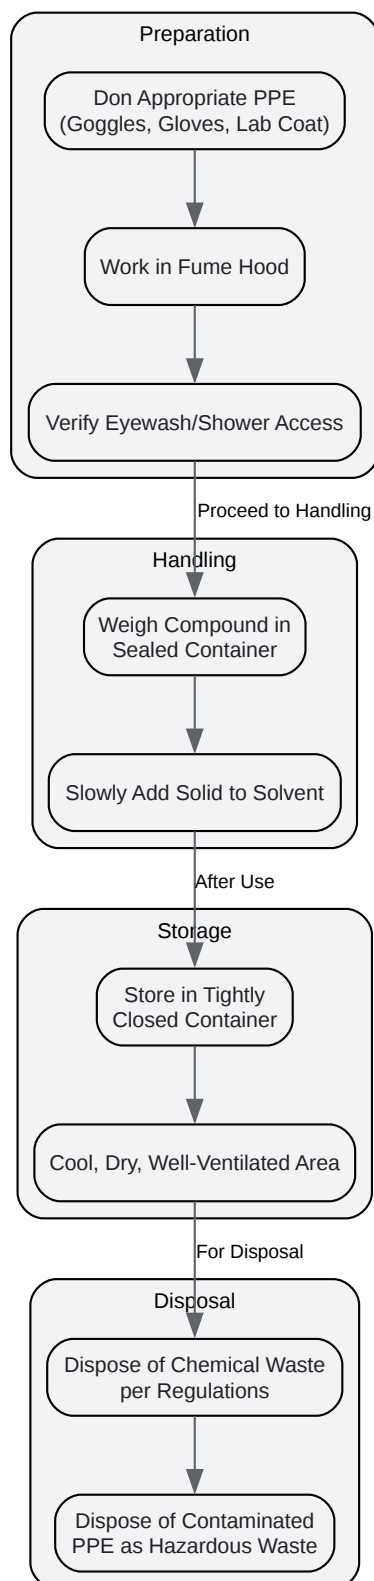 Preparation
Don Appropriate PPE
(Goggles, Gloves, Lab Coat)
Work in Fume Hood
Verify Eyewash/Shower Access
Proceed to Handling
Handling
Weigh Compound in
Sealed Container
Slowly Add Solid to Solvent
After Use
Storage
Store in Tightly
Closed Container
Cool, Dry, Well-Ventilated Area
For Disposal
Disposal
Dispose of Chemical Waste
per Regulations
Dispose of Contaminated
PPE as Hazardous Waste